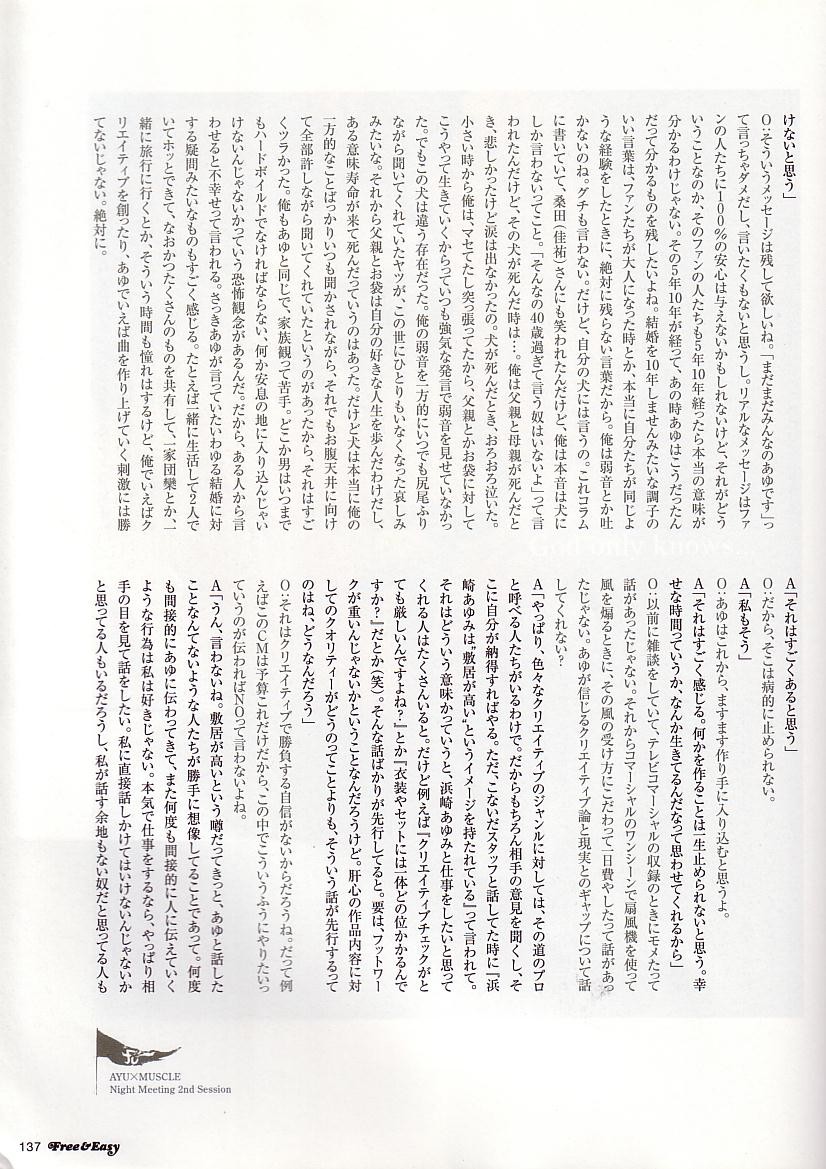 けないと思う」
O:そういうメッセージは残して欲しいね。「まだまだみんなのあゆです」っ
て言っちゃダメだし、言いたくもないと思うし。リアルなメッセージはファ
ンの人たちに100%の安心は与えないかもしれないけど、それがどう
いうことなのか、そのファンの人たちも5年10年経ったら本当の意味が
分かるわけじゃない。その5年10年が経って、あの時あゆはこうだったん
だって分かるものを残したいよね。結婚を10年しませんみたいな調子の
いい言葉は、ファンたちが大人になった時とか、本当に自分たちが同じよ
うな経験をしたときに、絶対に残らない言葉だから。俺は弱音とか吐
かないのね。グチも言わない。だけど、自分の犬には言うの。これコラム
に書いていて、桑田(佳祐)さんにも笑われたんだけど、俺は本音は犬に
しか言わないってこと。「そんなの40歳過ぎて言う奴はいないよ」って言
われたんだけど、その犬が死んだ時は…。俺は父親と母親が死んだと
き、悲しかったけど涙は出なかったの。犬が死んだとき、おろおろ泣いた。
小さい時から俺は、マセてたし突っ張ってたから、父親とかお袋に対して
こうやって生きていくからっていつも強気な発言で弱音を見せていなかっ
た。でもこの犬は違う存在だった。俺の弱音を一方的にいつでも尻尾ふり
ながら聞いてくれていたヤツが、この世にひとりもいなくなった哀しみ
みたいな。それから父親とお袋は自分の好きな人生を歩んだわけだし、
ある意味寿命が来て死んだっていうのはあった。だけど犬は本当に俺の
一方的なことばっかりいつも聞かされながら、それでもお腹天井に向け
て全部許しながら聞いてくれていたというのがあったから、それはすご
くツラかった。俺もあゆと同じで、家族観って苦手。どこか男はいつまで
もハードボイルドでなければならない、何か安息の地に入り込んじゃい
けないんじゃないかっていう恐怖観念があるんだ。だから、ある人から言
わせると不幸せって言われる。さっきあゆが言っていたいわゆる結婚に対
する疑問みたいなものもすごく感じる。たとえば一緒に生活して2人で
いてホッとできて、なおかつたくさんのものを共有して、一家団欒とか、一
緒に旅行に行くとか、そういう時間も憧れはするけど、俺でいえばク
リエイティブを創ったり、あゆでいえば曲を作り上げていく刺激には勝
てないじゃない。絶対に。
God only knows...
A「それはすごくあると思う」
O:だから、そこは病的に止められない。
A「私もそう」
O:あゆはこれから、ますます作り手に入り込むと思うよ。
A「それはすごく感じる。何かを作ることは一生止められないと思う。幸
せな時間っていうか、なんか生きてるんだなって思わせてくれるから」
O:以前に雑談をしていて、テレビコマーシャルの収録のときにモメたって
話があったじゃない。それからコマーシャルのワンシーンで扇風機を使って
風を煽るときに、その風の受け方にこだわって一日費やしたって話があっ
たじゃない。あゆが信じるクリエイティブ論と現実とのギャップについて話
してくれない?
A「やっぱり、色々なクリエイティブのジャンルに対しては、その道のプロ
と呼べる人たちがいるわけで。だからもちろん相手の意見を聞くし、そ
こに自分が納得すればやる。ただ、こないだスタッフと話してた時に『浜
崎あゆみは"敷居が高い"というイメージを持たれている』って言われて。
それはどういう意味かっていうと、浜崎あゆみと仕事をしたいと思って
くれる人はたくさんいると。だけど例えば『クリエイティブチェックがと
ても厳しいんですよね?』とか『衣装やセットには一体どの位かかるんで
すか?』だとか(笑)。そんな話ばかりが先行してると。要は、フットワー
クが重いんじゃないかということなんだろうけど。肝心の作品内容に対
してのクオリティーがどうのってことよりも、そういう話が先行するって
のはね、どうなんだろう」
O:それはクリエイティブで勝負する自信がないからだろうね。だって例
えばこのCMは予算これだけだから、この中でこういうふうにやりたいっ
ていうのが伝わればNOって言わないよね。
A「うん、言わないね。敷居が高いという噂だってきっと、あゆと話した
ことなんてないような人たちが勝手に想像してることであって。何度
も間接的にあゆに伝わってきて、また何度も間接的に人に伝えていく
ような行為は私は好きじゃない。本気で仕事をするなら、やっぱり相
手の目を見て話をしたい。私に直接話しかけてはいけないんじゃないか
と思ってる人もいるだろうし、私が話す余地もない奴だと思ってる人も
AYU×MUSCLE
Night Meeting 2nd Session
137 Free&Easy